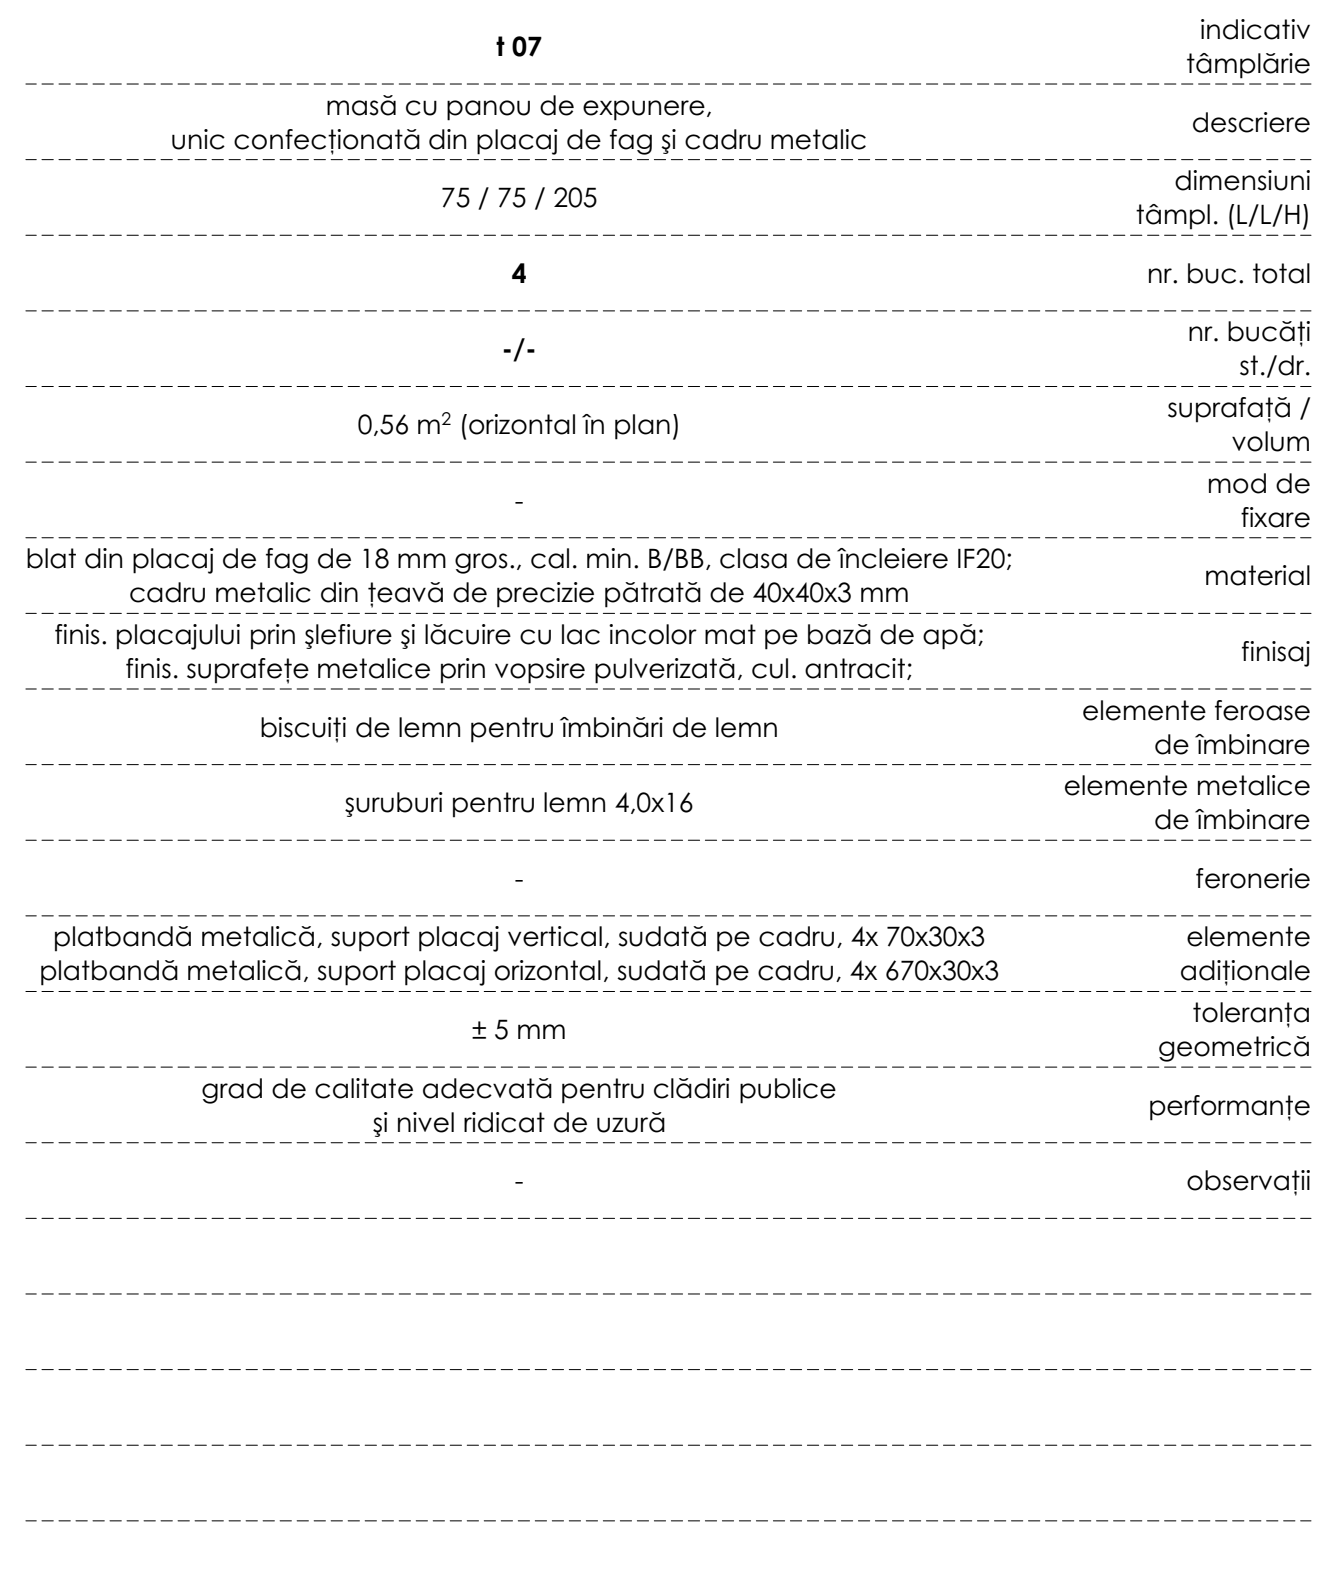 t 07
indicativ
tâmplărie
masă cu panou de expunere,
unic confecționată din placaj de fag și cadru metalic
descriere
75 / 75 / 205
dimensiuni
tâmpl. (L/L/H)
4
nr. buc. total
-/-
nr. bucăți
st./dr.
0,56 m² (orizontal în plan)
suprafață /
volum
-
mod de
fixare
blat din placaj de fag de 18 mm gros., cal. min. B/BB, clasa de încleiere IF20;
cadru metalic din țeavă de precizie pătrată de 40x40x3 mm
material
finis. placajului prin șlefiure și lăcuire cu lac incolor mat pe bază de apă;
finis. suprafețe metalice prin vopsire pulverizată, cul. antracit;
finisaj
biscuiți de lemn pentru îmbinări de lemn
elemente feroase
de îmbinare
șuruburi pentru lemn 4,0x16
elemente metalice
de îmbinare
-
feronerie
platbandă metalică, suport placaj vertical, sudată pe cadru, 4x 70x30x3
platbandă metalică, suport placaj orizontal, sudată pe cadru, 4x 670x30x3
elemente
adiționale
± 5 mm
toleranța
geometrică
grad de calitate adecvată pentru clădiri publice
și nivel ridicat de uzură
performanțe
-
observații